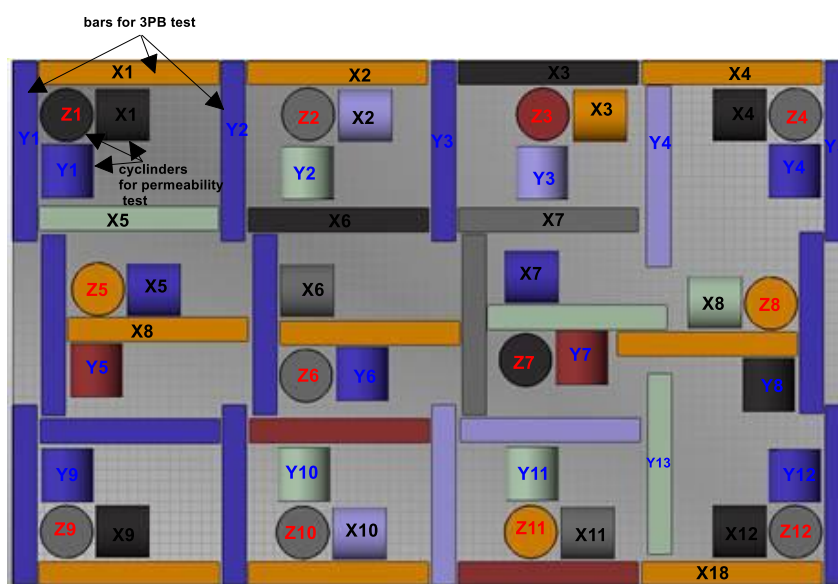 bars for 3PB test
X1
X2
X3
X4
Y1
Z1
X1
Y2
Z2
X2
Y3
Z3
X3
Y4
X4
Z4
Y
Y1
cyclinders
for permeability
test
Y2
Y3
Y4
X5
X6
X7
Z5
X5
X6
X7
X8
Z8
X8
Y5
Z6
Y6
Z7
Y7
Y8
Y9
Y10
Y11
Y13
Y12
Z9
X9
Z10
X10
Z11
X11
X12
Z12
X18